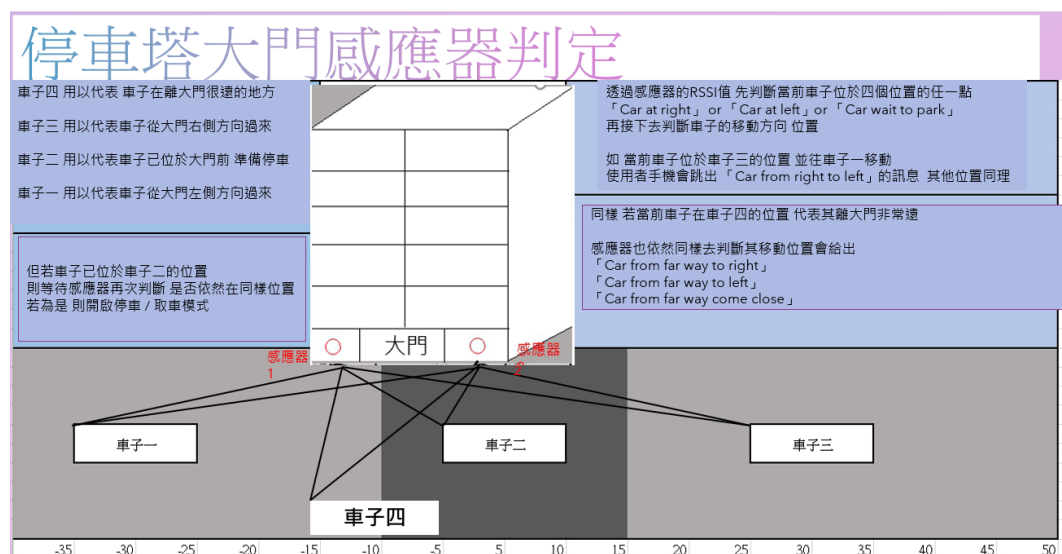 停車塔大門感應器判定
車子四 用以代表 車子在離大門很遠的地方
車子三 用以代表車子從大門右側方向過來
車子二 用以代表車子已位於大門前 準備停車
車子一 用以代表車子從大門左側方向過來
但若車子已位於車子二的位置
則等待感應器再次判斷 是否依然在同樣位置
若為是 則開啟停車 / 取車模式
透過感應器的RSSI值 先判斷當前車子位於四個位置的任一點
「Car at right」 or「Car at left」or「Car wait to park」
再接下去判斷車子的移動方向 位置
如 當前車子位於車子三的位置 並往車子一移動
使用者手機會跳出 「Car from right to left」的訊息 其他位置同理
同樣 若當前車子在車子四的位置 代表其離大門非常遠
感應器也依然同樣去判斷其移動位置會給出
「Car from far way to right」
「Car from far way to left」
「Car from far way come close」
大門
感應器
1
感應器
2
車子一
車子二
車子三
車子四
-35 -30 -25 -20 -15 -10 -5 5 10 15 20 25 30 35 40 45 50